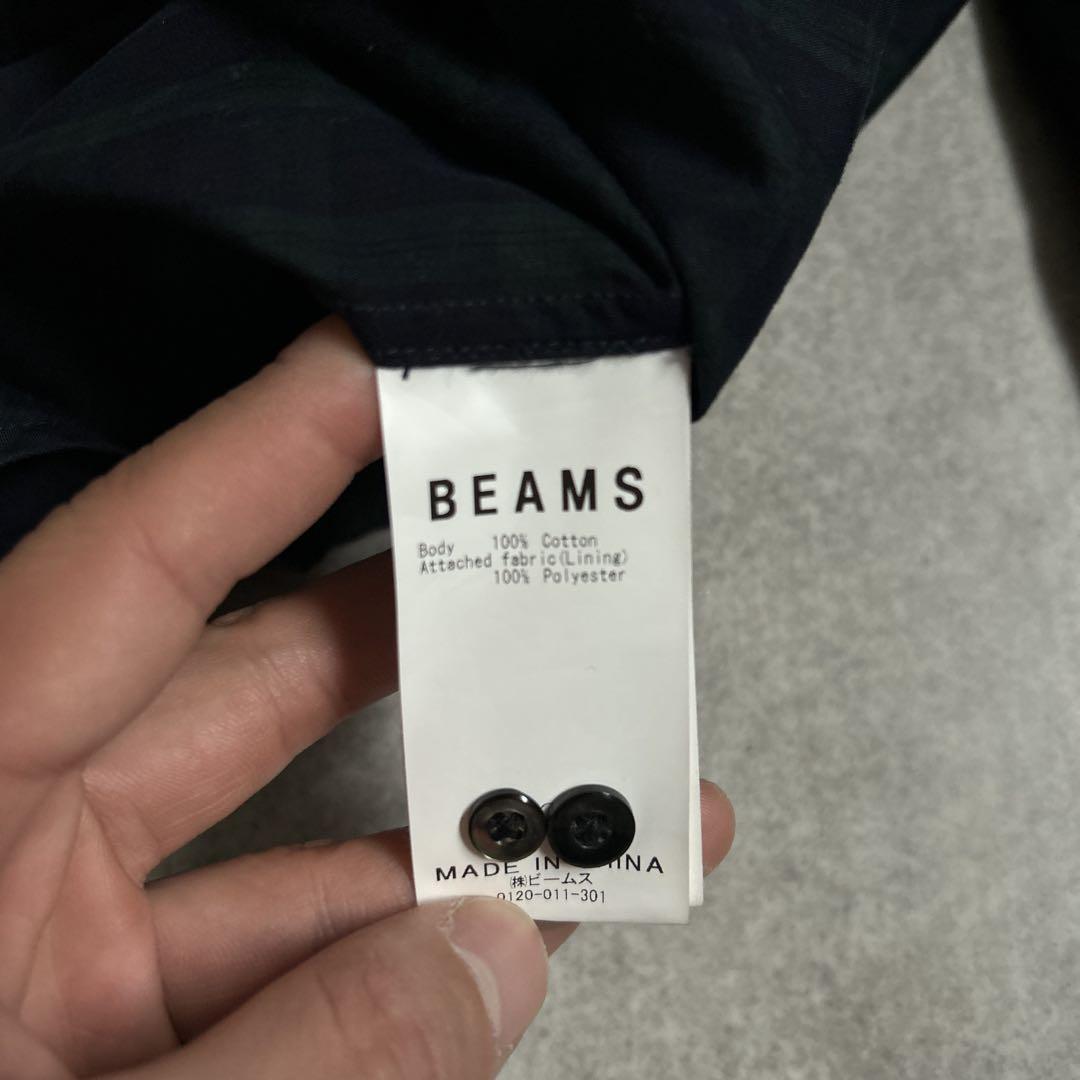 BEAMS
Body 100% Cotton
Attached fabric(Lining)
100% Polyester
MADE IN CHINA
㈱ビームス
0120-011-301